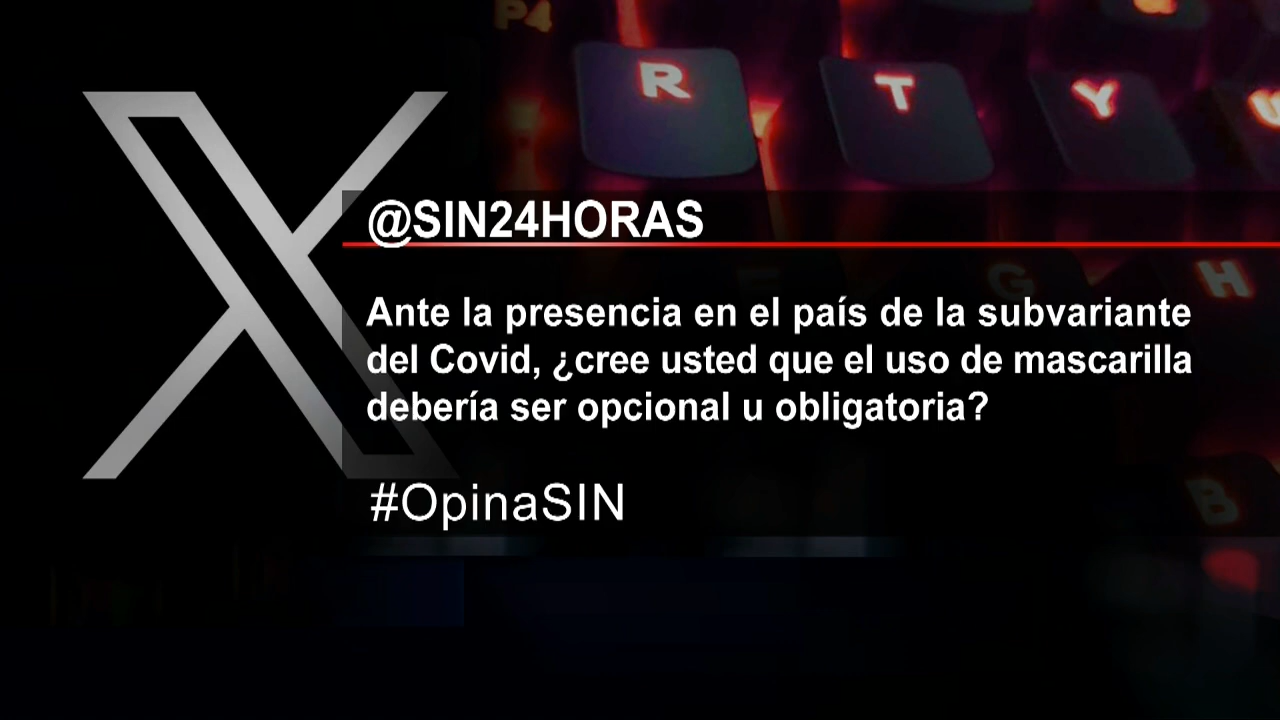 P4
R T Y
@SIN24HORAS
G H
Ante la presencia en el país de la subvariante
del Covid, ¿cree usted que el uso de mascarilla
debería ser opcional u obligatoria?
#OpinaSIN
B